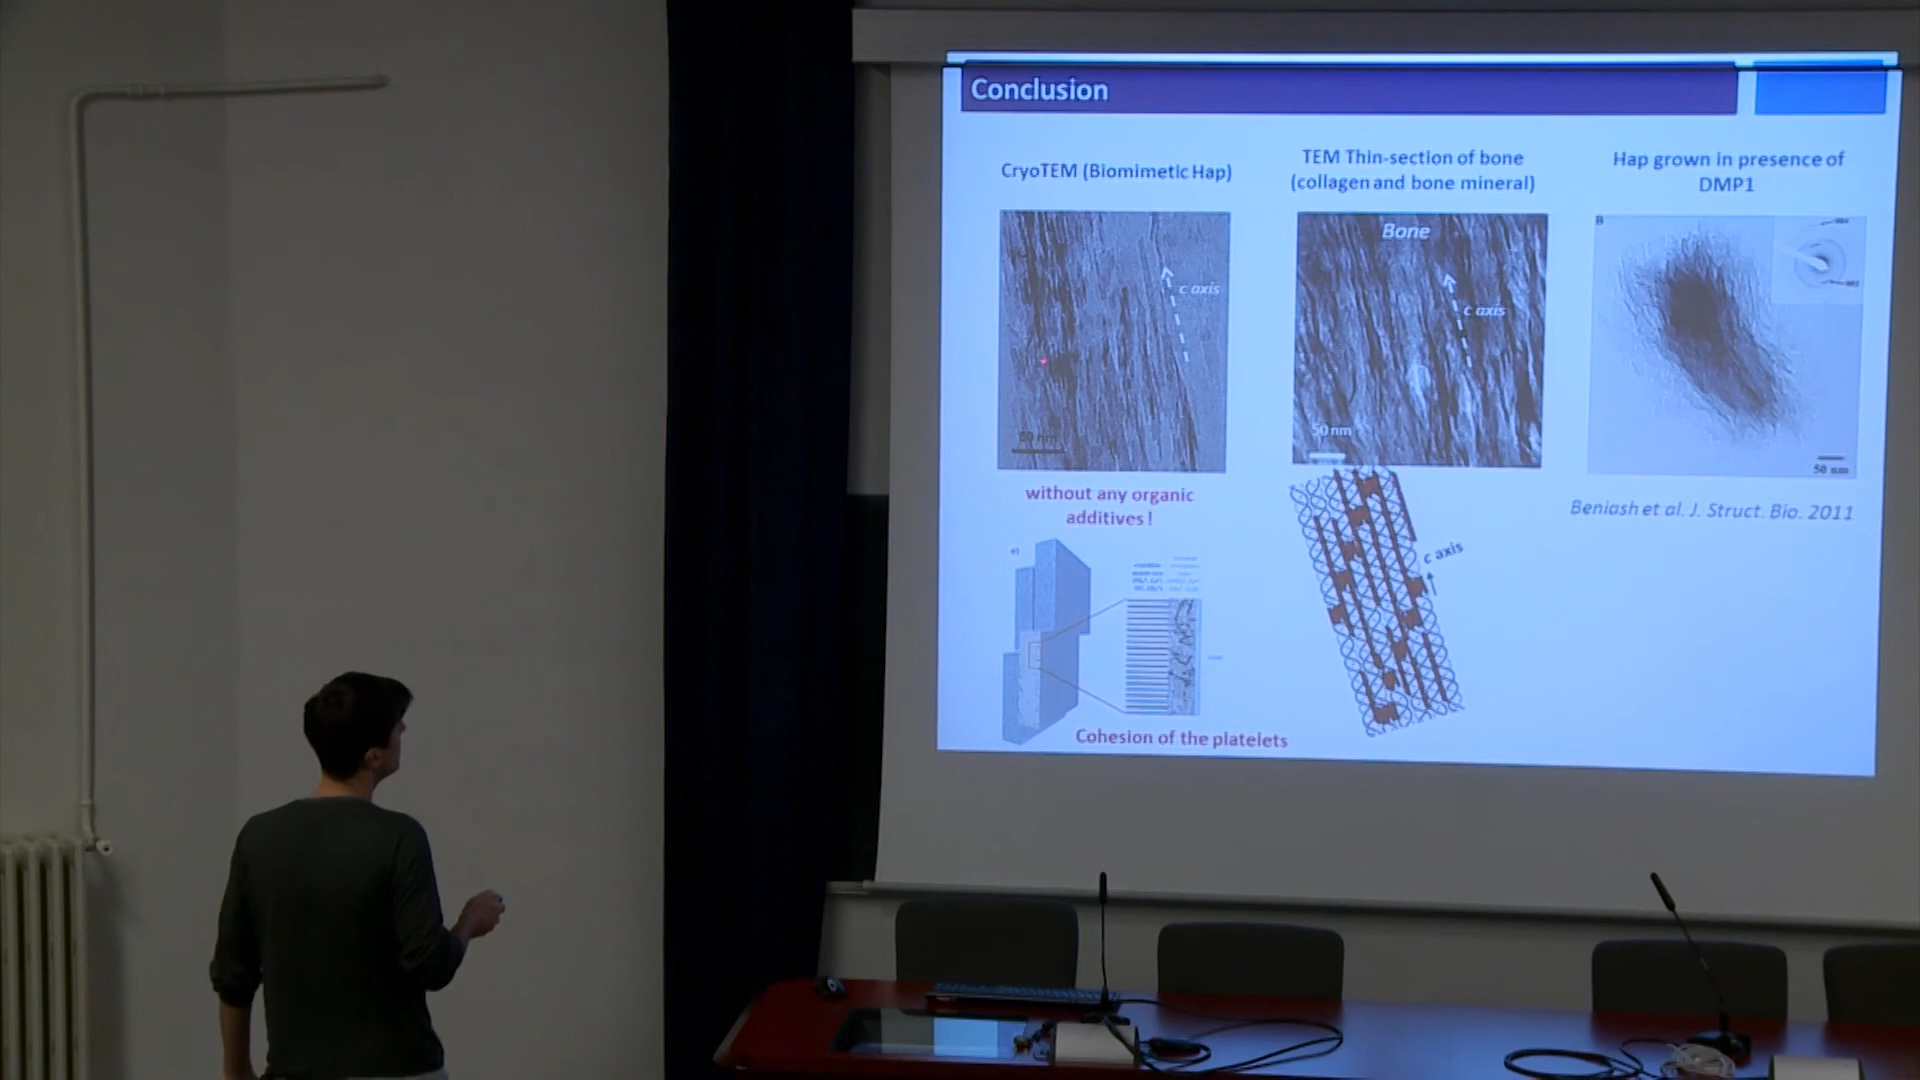 Conclusion
CryoTEM (Biomimetic Hap)
TEM Thin-section of bone
(collagen and bone mineral)
Hap grown in presence of
DMP1
Bone
c axis
c axis
50 nm
50 nm
50 nm
without any organic
additives!
Beniash et al. J. Struct. Bio. 2011
c axis
Cohesion of the platelets